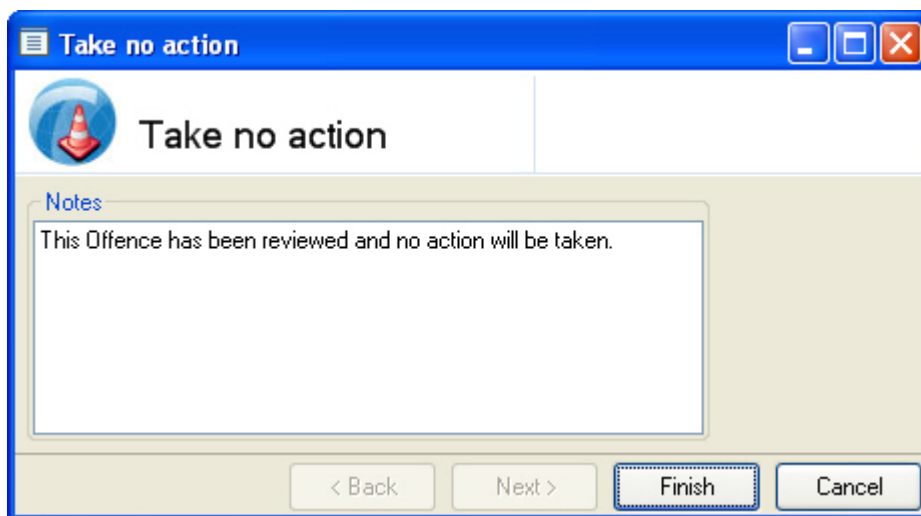 Take no action
Take no action
Notes
This Offence has been reviewed and no action will be taken.
< Back Next > Finish Cancel